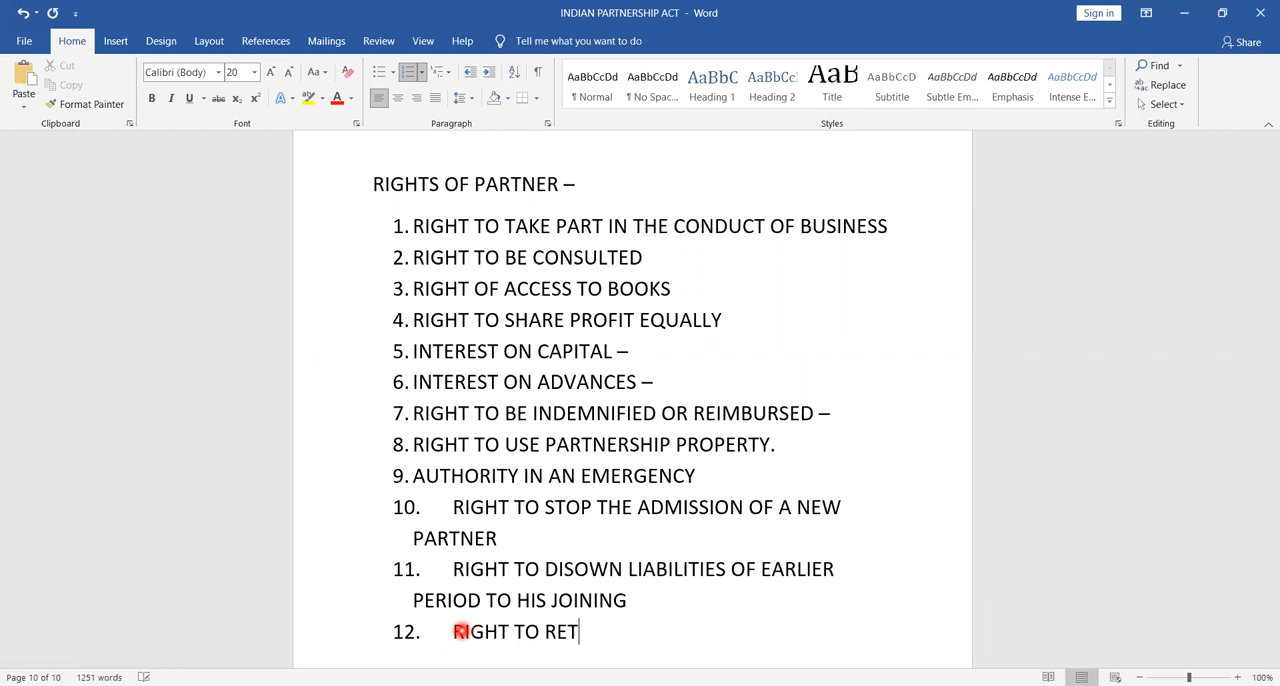 INDIAN PARTNERSHIP ACT - Word
Sign in
File Home Insert Design Layout References Mailings Review View Help Tell me what you want to do Share
Paste
Cut
Copy
Format Painter
Calibri (Body) 20
Aa
B I U abc x₂ x² A
AaBbCcDd AaBbCcDd AaBbC AaBbCc AaB AaBbCcD AaBbCcDd AaBbCcDd AaBbCcDd
¶ Normal ¶ No Spac... Heading 1 Heading 2 Title Subtitle Subtle Em... Emphasis Intense E...
Find
Replace
Select
Clipboard Font Paragraph Styles Editing
RIGHTS OF PARTNER –
1. RIGHT TO TAKE PART IN THE CONDUCT OF BUSINESS
2. RIGHT TO BE CONSULTED
3. RIGHT OF ACCESS TO BOOKS
4. RIGHT TO SHARE PROFIT EQUALLY
5. INTEREST ON CAPITAL –
6. INTEREST ON ADVANCES –
7. RIGHT TO BE INDEMNIFIED OR REIMBURSED –
8. RIGHT TO USE PARTNERSHIP PROPERTY.
9. AUTHORITY IN AN EMERGENCY
10. RIGHT TO STOP THE ADMISSION OF A NEW
PARTNER
11. RIGHT TO DISOWN LIABILITIES OF EARLIER
PERIOD TO HIS JOINING
12. RIGHT TO RET
Page 10 of 10 1251 words 100%